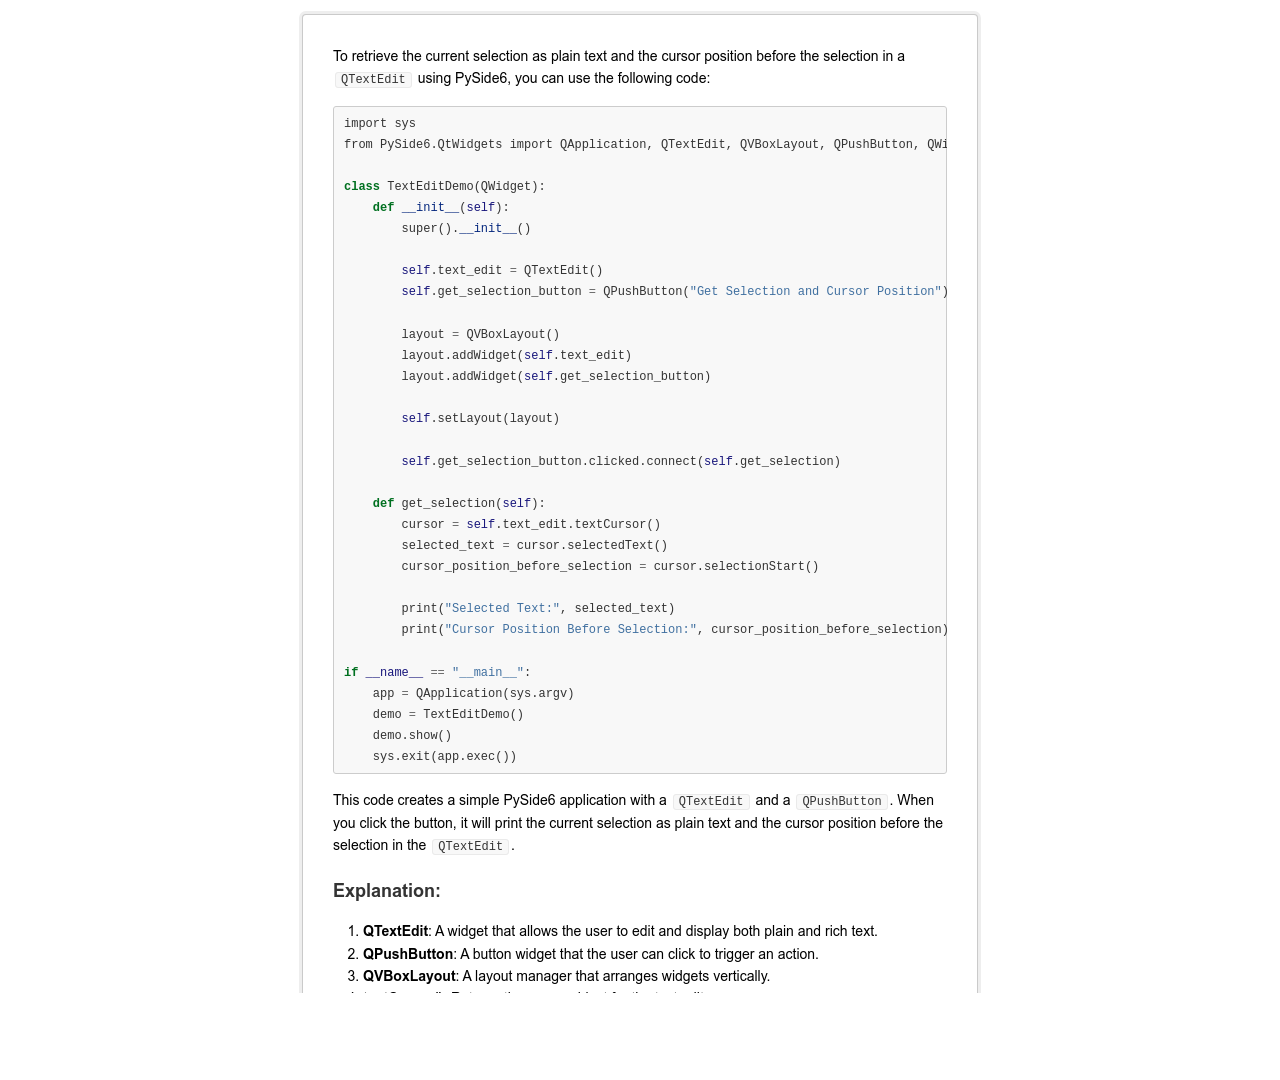 To retrieve the current selection as plain text and the cursor position before the selection in a
QTextEdit using PySide6, you can use the following code:
import sys
from PySide6.QtWidgets import QApplication, QTextEdit, QVBoxLayout, QPushButton, QWi
class TextEditDemo(QWidget):
    def __init__(self):
        super().__init__()
        self.text_edit = QTextEdit()
        self.get_selection_button = QPushButton("Get Selection and Cursor Position")
        layout = QVBoxLayout()
        layout.addWidget(self.text_edit)
        layout.addWidget(self.get_selection_button)
        self.setLayout(layout)
        self.get_selection_button.clicked.connect(self.get_selection)
    def get_selection(self):
        cursor = self.text_edit.textCursor()
        selected_text = cursor.selectedText()
        cursor_position_before_selection = cursor.selectionStart()
        print("Selected Text:", selected_text)
        print("Cursor Position Before Selection:", cursor_position_before_selection)
if __name__ == "__main__":
    app = QApplication(sys.argv)
    demo = TextEditDemo()
    demo.show()
    sys.exit(app.exec())
This code creates a simple PySide6 application with a QTextEdit and a QPushButton. When
you click the button, it will print the current selection as plain text and the cursor position before the
selection in the QTextEdit.
Explanation:
1. QTextEdit: A widget that allows the user to edit and display both plain and rich text.
2. QPushButton: A button widget that the user can click to trigger an action.
3. QVBoxLayout: A layout manager that arranges widgets vertically.